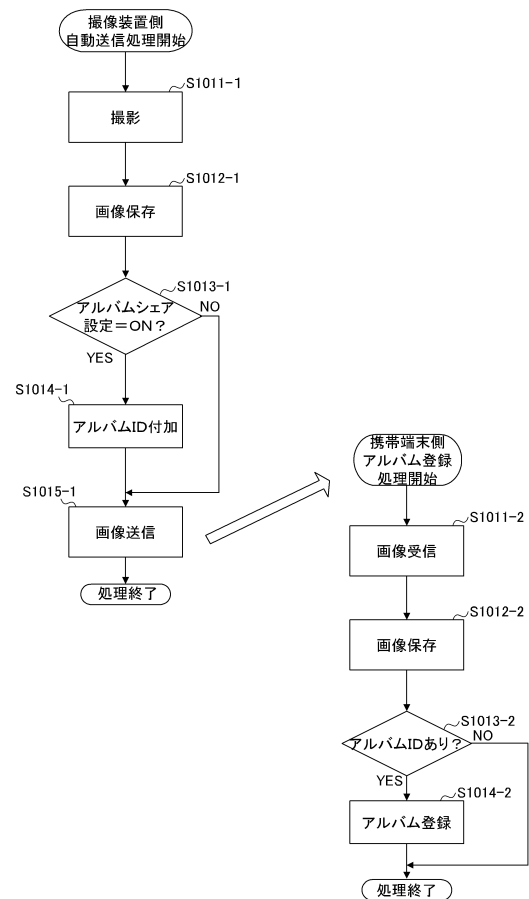 撮像装置側
自動送信処理開始
S1011-1
撮影
S1012-1
画像保存
S1013-1
アルバムシェア
設定=ON?
NO
YES
S1014-1
アルバムID付加
S1015-1
画像送信
処理終了
携帯端末側
アルバム登録
処理開始
S1011-2
画像受信
S1012-2
画像保存
S1013-2
アルバムIDあり?
NO
YES
S1014-2
アルバム登録
処理終了